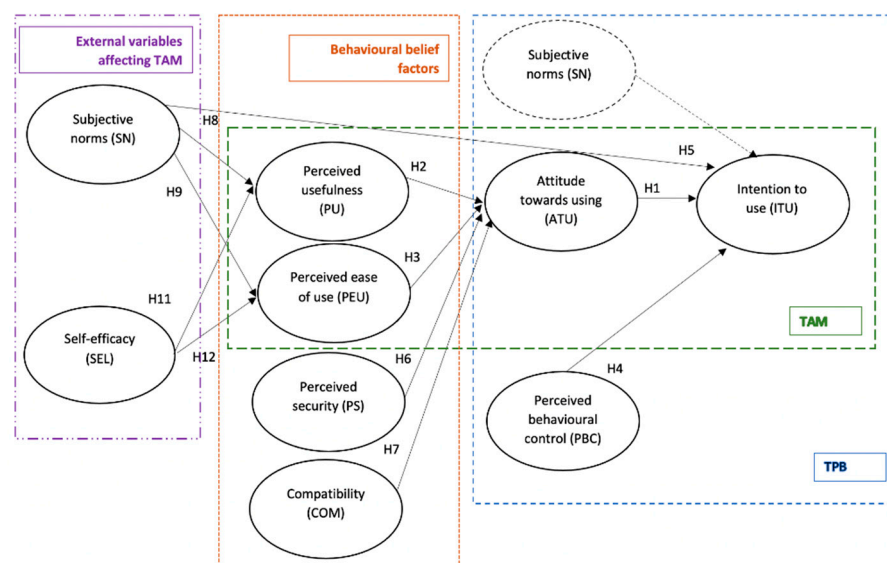 External variables
affecting TAM
Behavioural belief
factors
Subjective
norms (SN)
Subjective
norms (SN)
H8
H5
Perceived
usefulness
(PU)
H2
Attitude
towards using
(ATU)
H1
Intention to
use (ITU)
H9
Perceived ease
of use (PEU)
H3
H11
TAM
Self-efficacy
(SEL)
H12
H6
H4
Perceived
security (PS)
Perceived
behavioural
control (PBC)
H7
TPB
Compatibility
(COM)